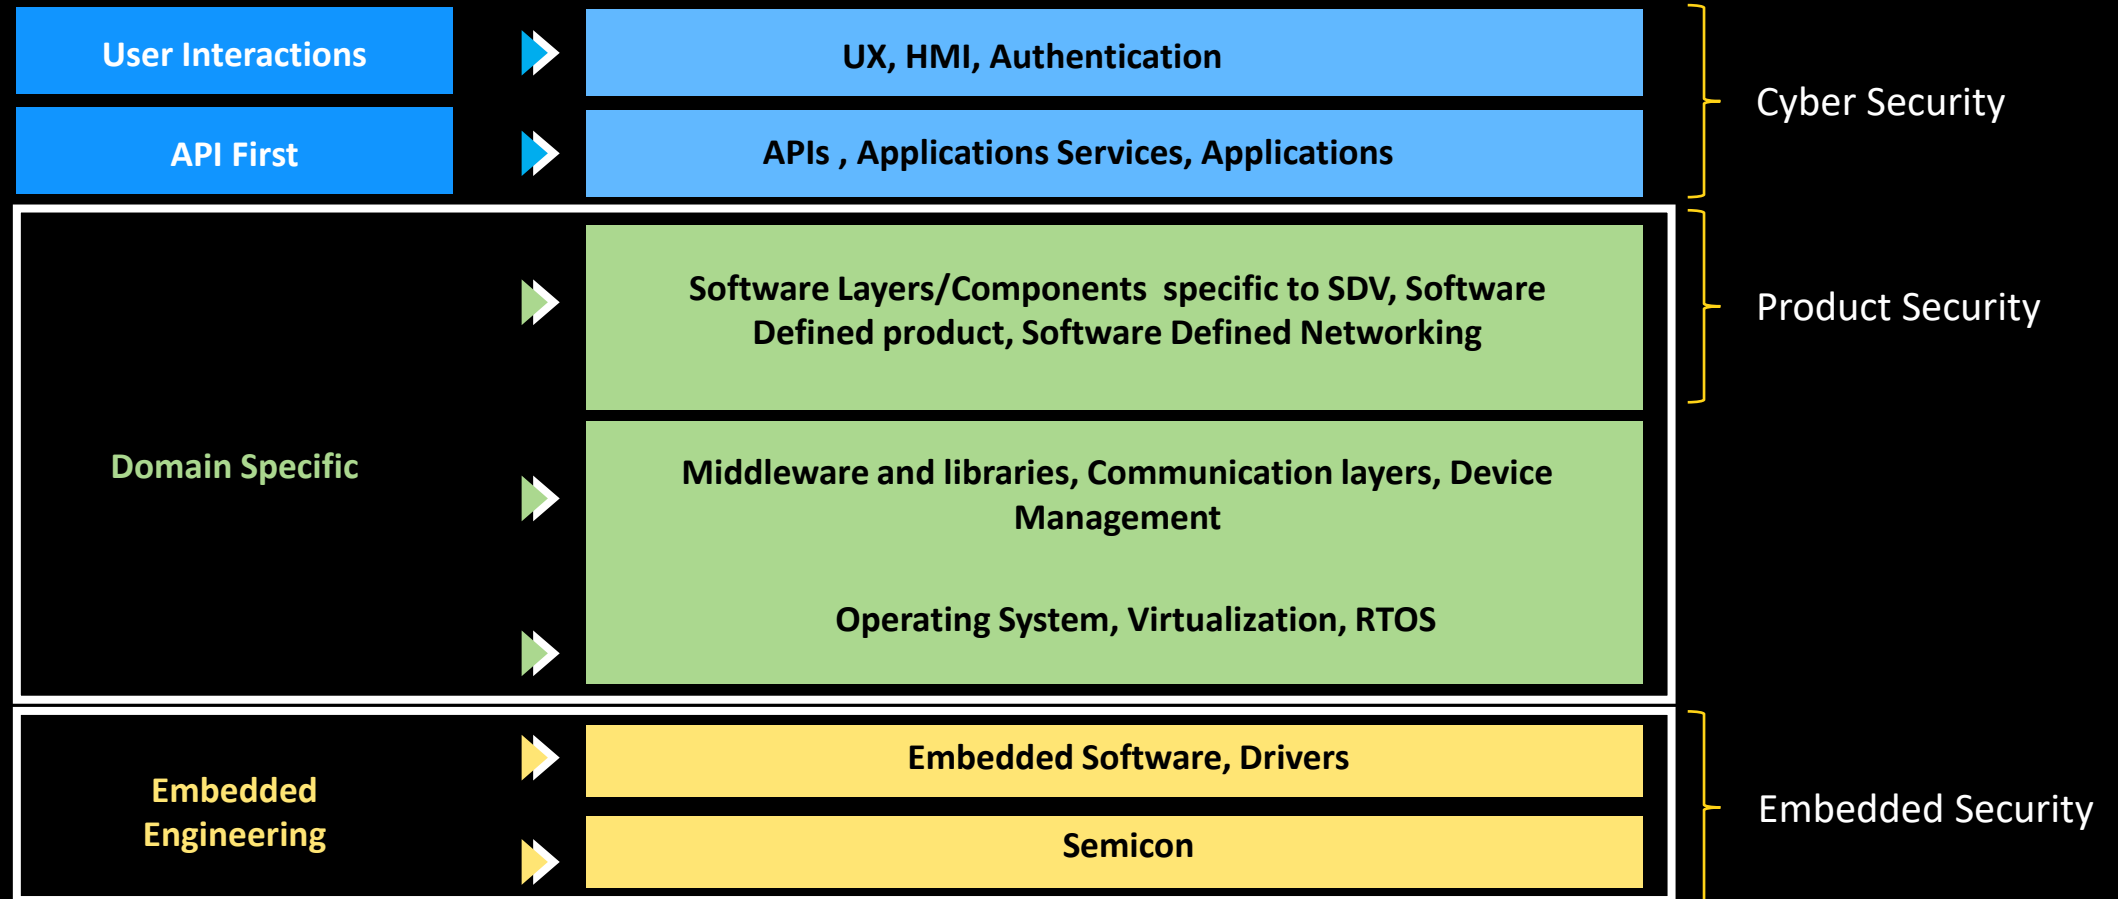 User Interactions
UX, HMI, Authentication
Cyber Security
API First
APIs , Applications Services, Applications
Domain Specific
Software Layers/Components  specific to SDV, Software
Defined product, Software Defined Networking
Product Security
Middleware and libraries, Communication layers, Device
Management
Operating System, Virtualization, RTOS
Embedded
Engineering
Embedded Software, Drivers
Semicon
Embedded Security